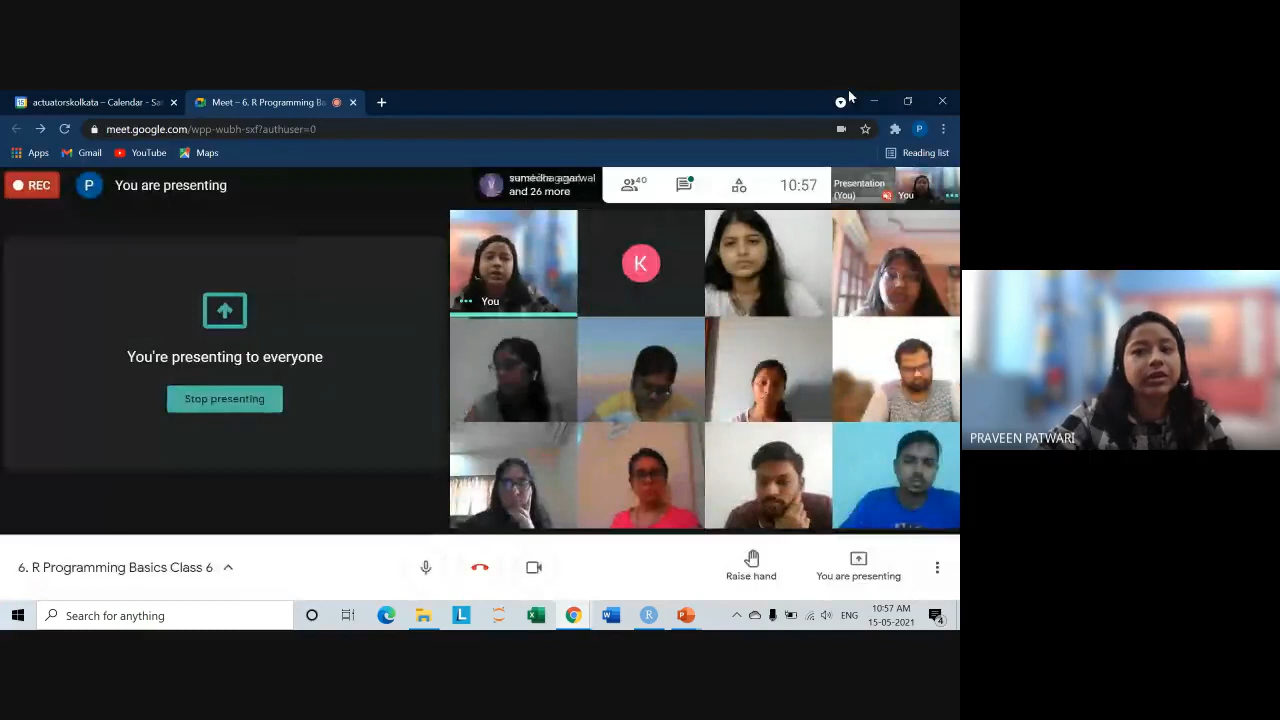 actuatorskolkata – Calendar - Sat
Meet – 6. R Programming Ba
meet.google.com/wpp-wubh-sxf?authuser=0
P
Apps
Gmail
YouTube
Maps
Reading list
REC
P
You are presenting
V
and 26 more
40
10:57
Presentation
(You)
You
K
You
You're presenting to everyone
Stop presenting
PRAVEEN PATWARI
6. R Programming Basics Class 6
Raise hand
You are presenting
Search for anything
ENG
10:57 AM
15-05-2021
4